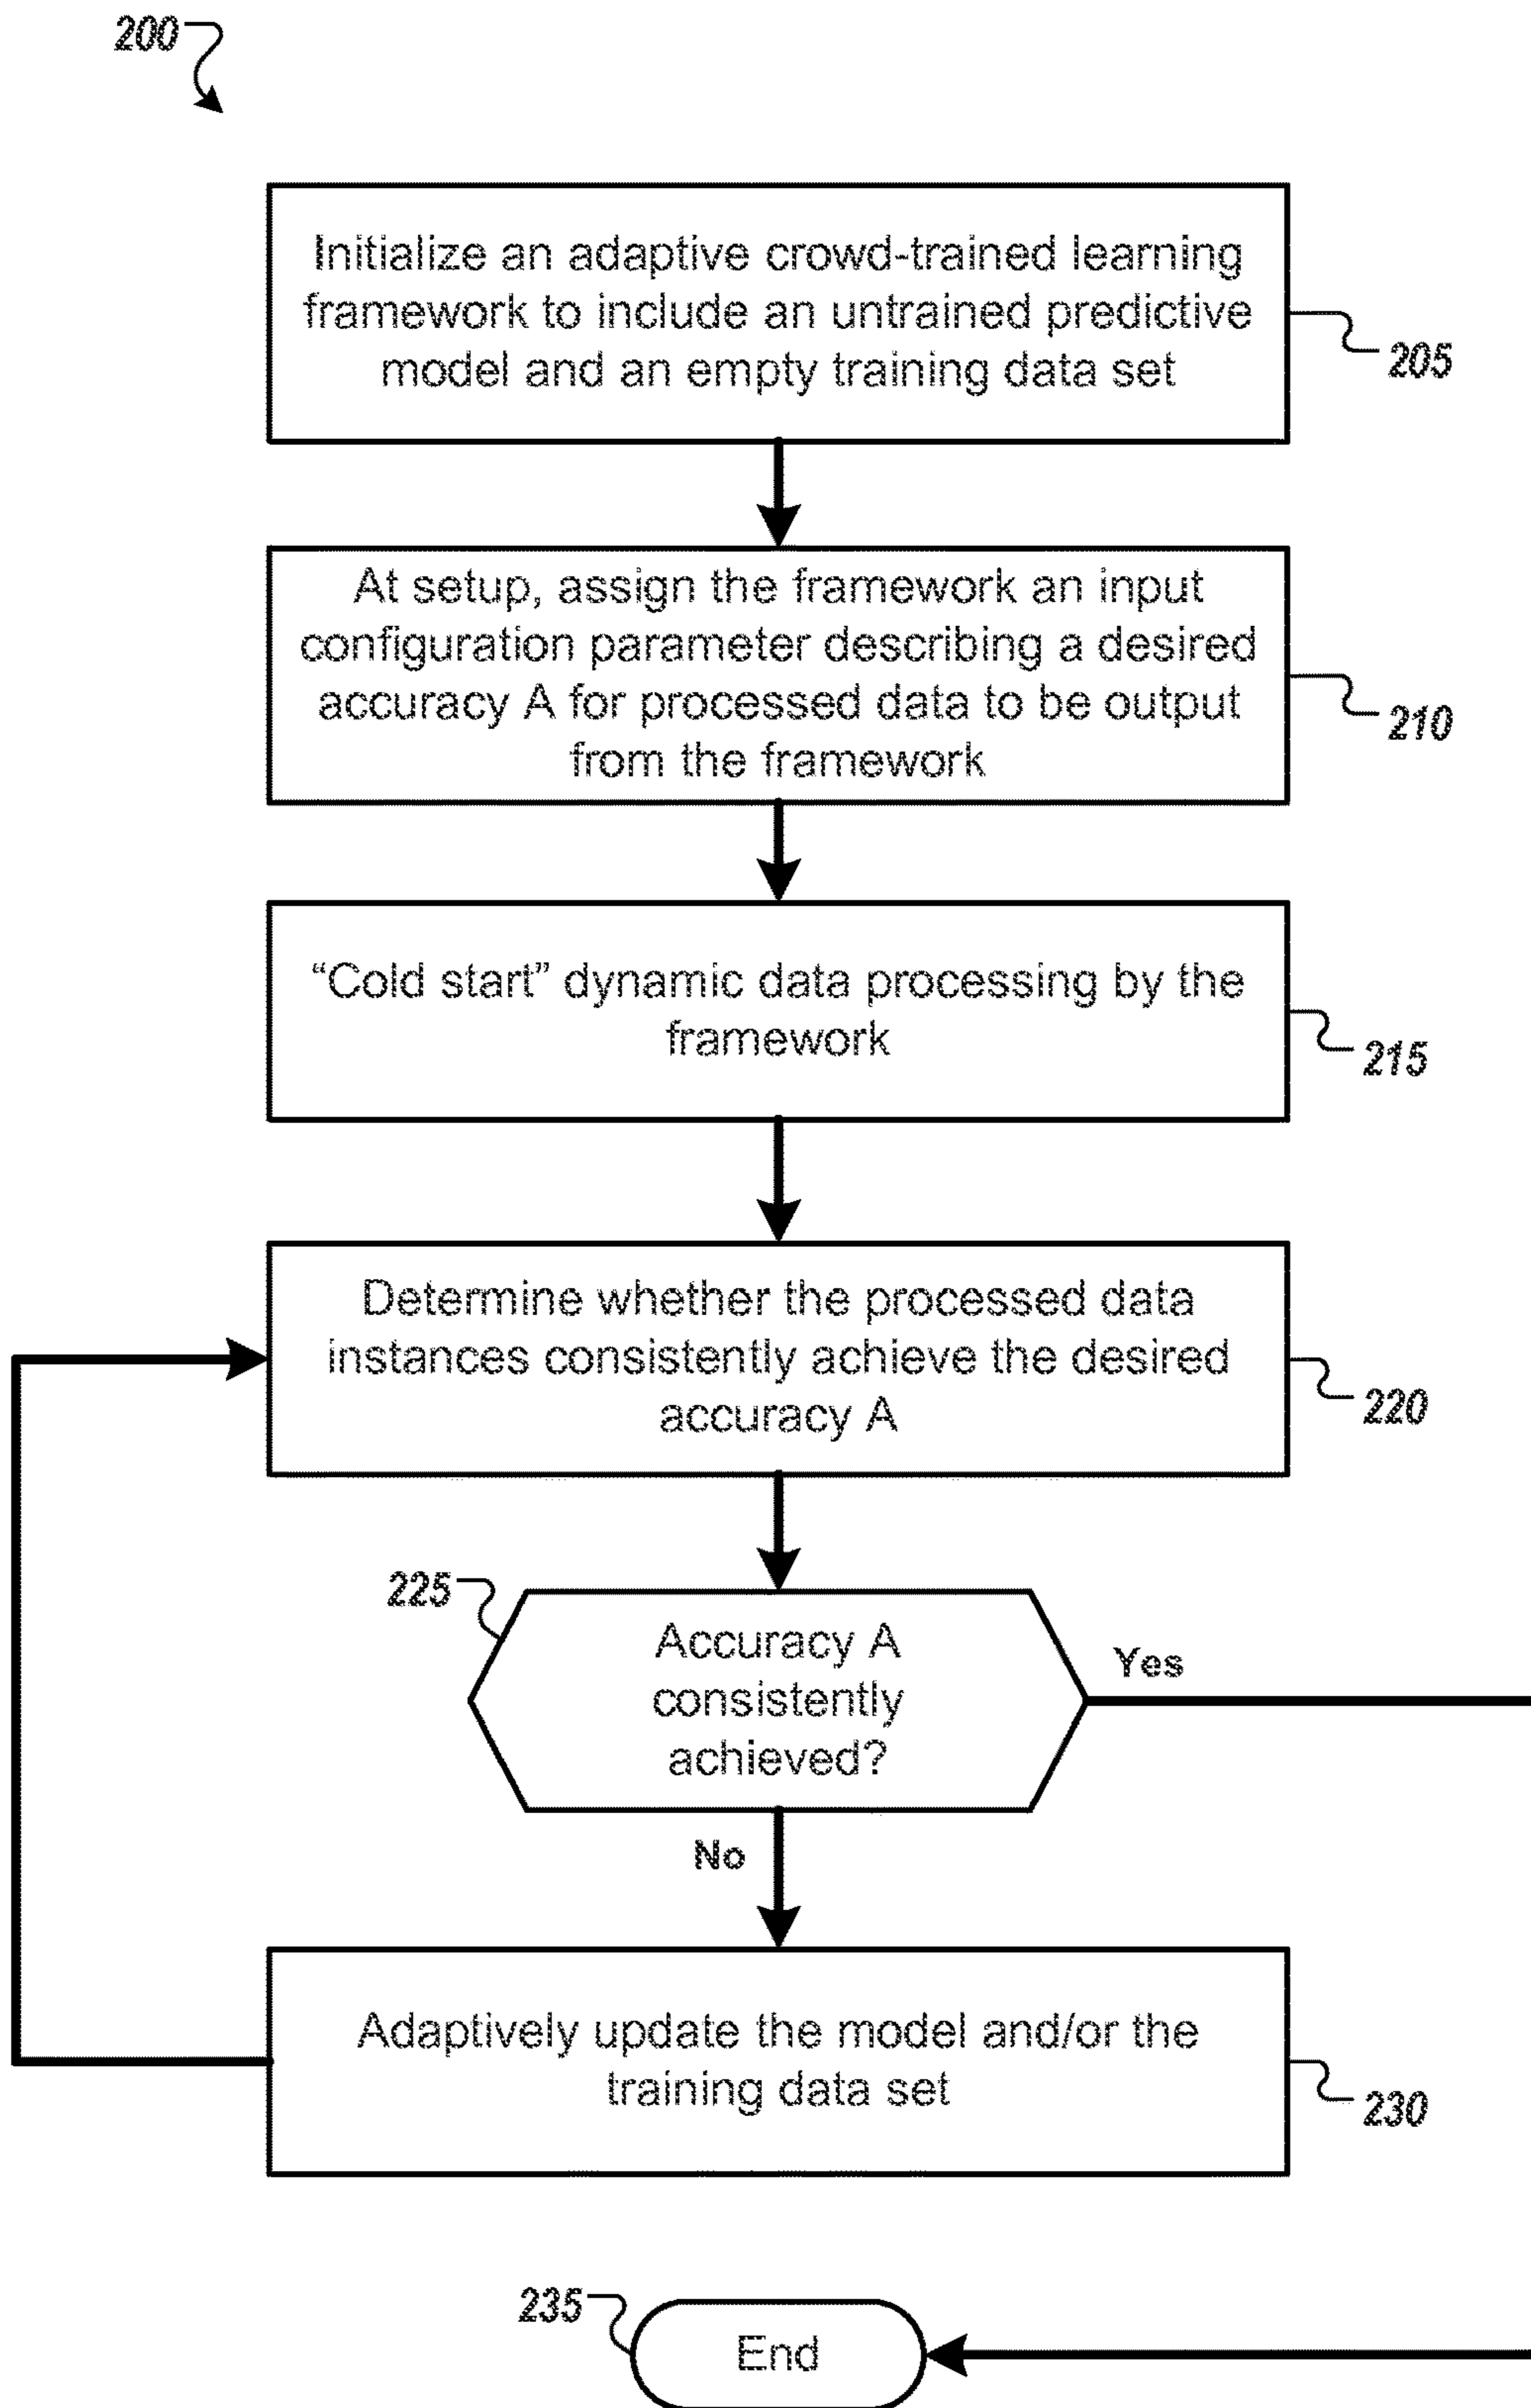 200
Initialize an adaptive crowd-trained learning
framework to include an untrained predictive
model and an empty training data set
205
At setup, assign the framework an input
configuration parameter describing a desired
accuracy A for processed data to be output
from the framework
210
“Cold start” dynamic data processing by the
framework
215
Determine whether the processed data
instances consistently achieve the desired
accuracy A
220
225
Accuracy A
consistently
achieved?
Yes
No
Adaptively update the model and/or the
training data set
230
235
End